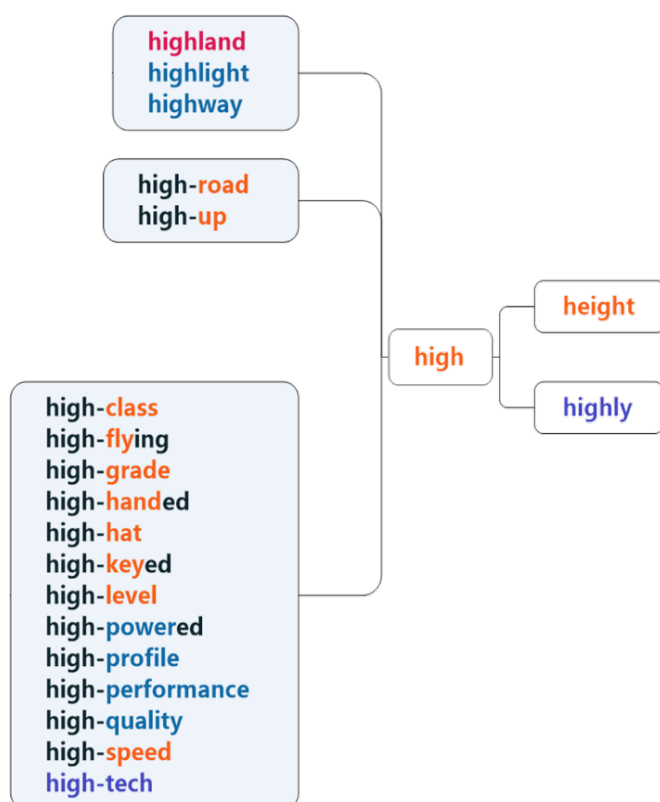 highland
highlight
highway
high-road
high-up
high
height
highly
high-class
high-flying
high-grade
high-handed
high-hat
high-keyed
high-level
high-powered
high-profile
high-performance
high-quality
high-speed
high-tech